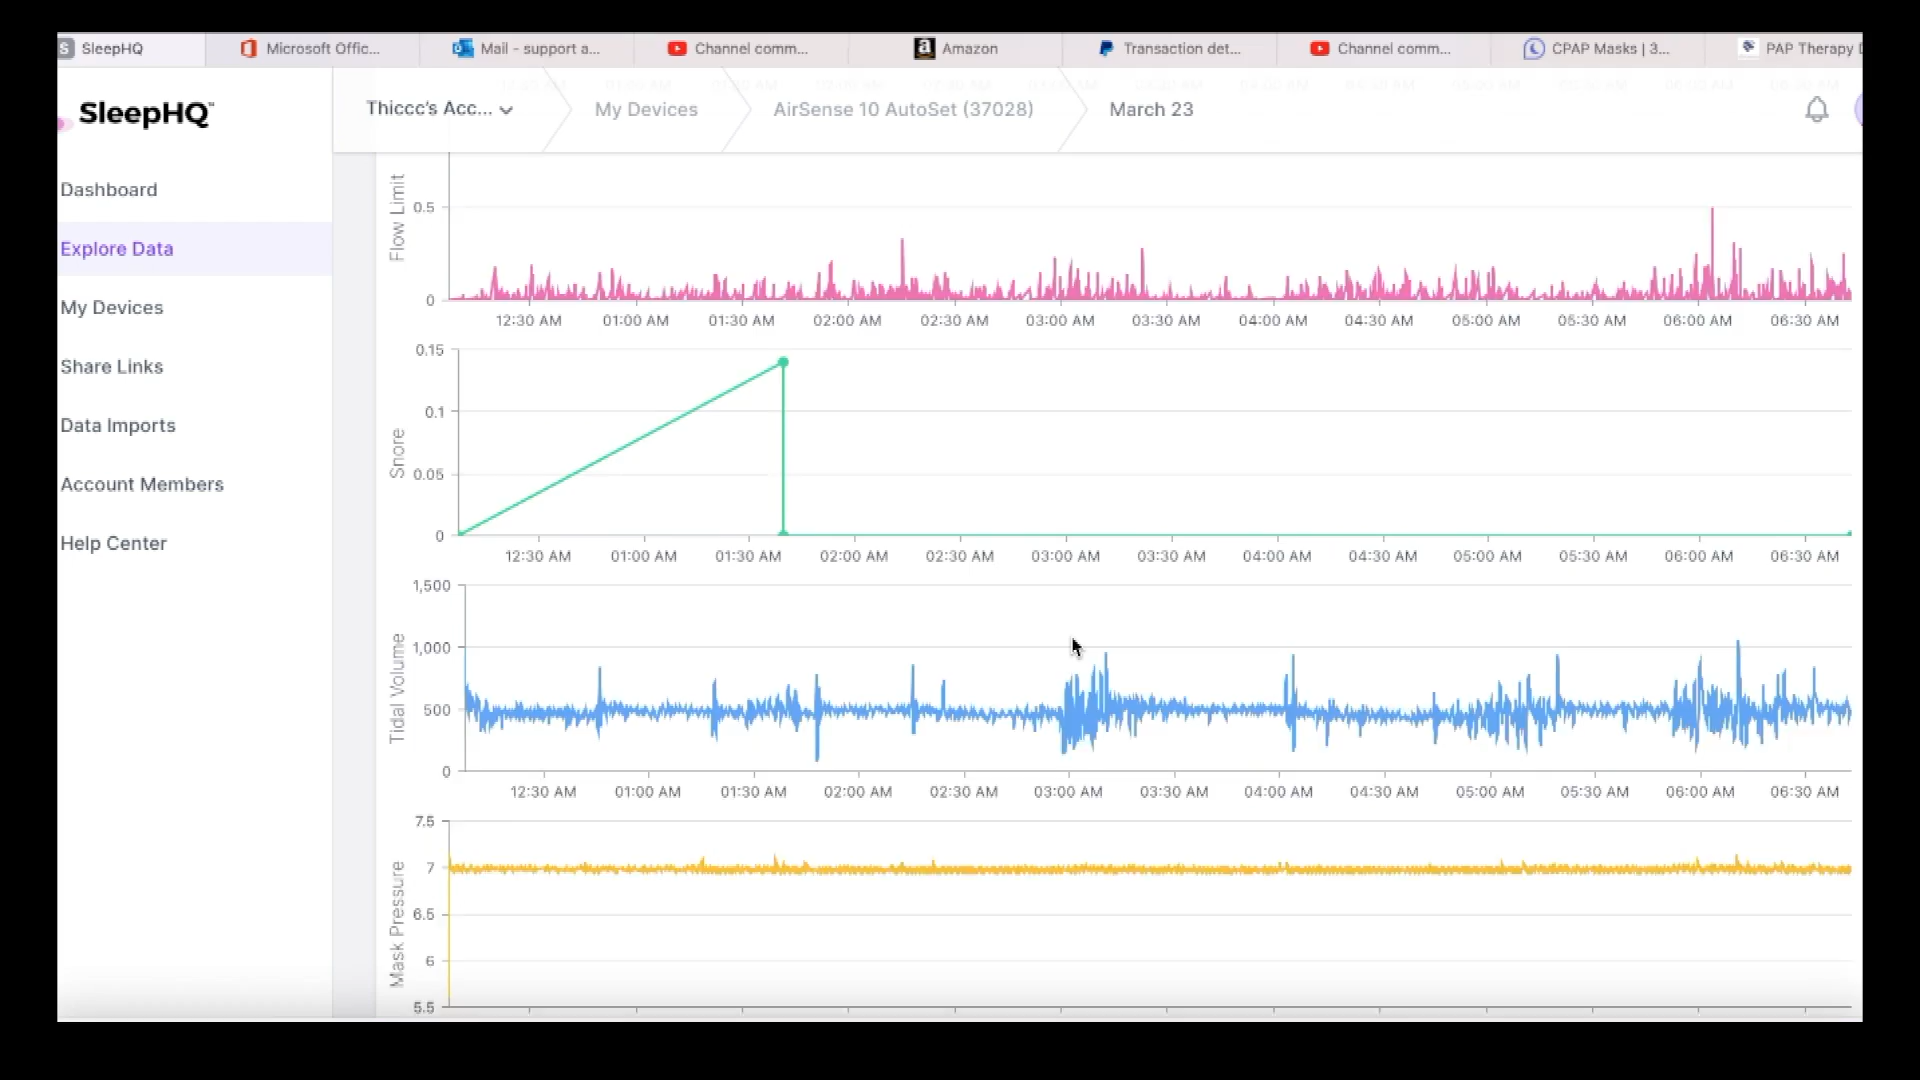 SleepHQ
Microsoft Offic...
Mail - support a...
Channel comm...
Amazon
Transaction det...
Channel comm...
CPAP Masks | 3...
PAP Therapy
SleepHQ™
Thiccc's Acc...
My Devices
AirSense 10 AutoSet (37028)
March 23
Dashboard
Explore Data
My Devices
Share Links
Data Imports
Account Members
Help Center
Flow Limit
0.5
0
12:30 AM 01:00 AM 01:30 AM 02:00 AM 02:30 AM 03:00 AM 03:30 AM 04:00 AM 04:30 AM 05:00 AM 05:30 AM 06:00 AM 06:30 AM
Snore
0.15
0.1
0.05
0
12:30 AM 01:00 AM 01:30 AM 02:00 AM 02:30 AM 03:00 AM 03:30 AM 04:00 AM 04:30 AM 05:00 AM 05:30 AM 06:00 AM 06:30 AM
Tidal Volume
1,500
1,000
500
0
12:30 AM 01:00 AM 01:30 AM 02:00 AM 02:30 AM 03:00 AM 03:30 AM 04:00 AM 04:30 AM 05:00 AM 05:30 AM 06:00 AM 06:30 AM
Mask Pressure
7.5
7
6.5
6
5.5